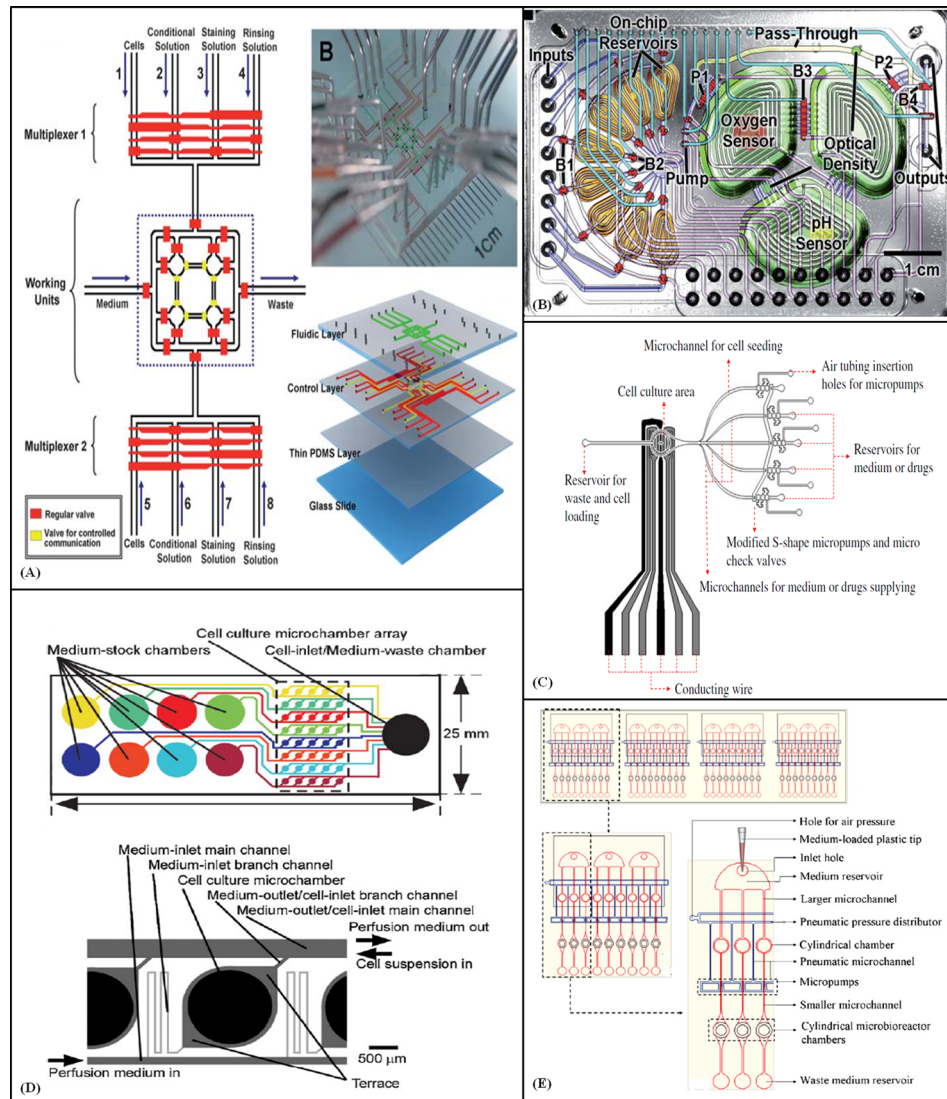 Cells
Conditional
Solution
Staining
Solution
Rinsing
Solution
1
2
3
4
Multiplexer 1
Working
Units
Medium
Waste
Multiplexer 2
5
6
7
8
Regular valve
Valve for controlled
communication
Cells
Conditional
Solution
Staining
Solution
Rinsing
Solution
(A)
B
1cm
Fluidic Layer
Control Layer
Thin PDMS Layer
Glass Slide
On-chip
Reservoirs
Pass-Through
Inputs
P1
B3
P2
B4
Oxygen
Sensor
Optical
Density
B1
B2
Pump
Outputs
pH
Sensor
1 cm
(B)
Microchannel for cell seeding
Cell culture area
Air tubing insertion
holes for micropumps
Reservoir for
waste and cell
loading
Reservoirs for
medium or drugs
Modified S-shape micropumps and micro
check valves
Microchannels for medium or drugs supplying
Conducting wire
(C)
Cell culture microchamber array
Cell-inlet/Medium-waste chamber
Medium-stock chambers
25 mm
Medium-inlet main channel
Medium-inlet branch channel
Cell culture microchamber
Medium-outlet/cell-inlet branch channel
Medium-outlet/cell-inlet main channel
Perfusion medium out
Cell suspension in
500 µm
Perfusion medium in
Terrace
(D)
Hole for air pressure
Medium-loaded plastic tip
Inlet hole
Medium reservoir
Larger microchannel
Pneumatic pressure distributor
Cylindrical chamber
Pneumatic microchannel
Micropumps
Smaller microchannel
Cylindrical microbioreactor
chambers
Waste medium reservoir
(E)